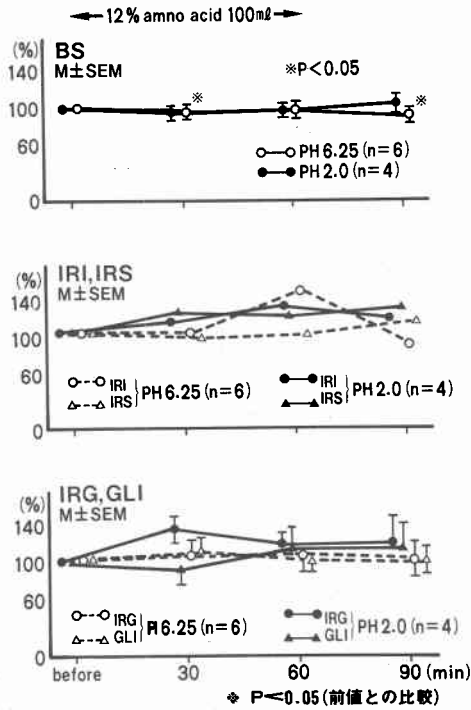 12% amno acid 100mℓ
BS
M±SEM
(%)
140
100
60
0
※P<0.05
※
※
PH 6.25 (n=6)
PH 2.0 (n=4)
IRI, IRS
M±SEM
(%)
140
100
60
0
IRI
IRS
PH 6.25 (n=6)
IRI
IRS
PH 2.0 (n=4)
IRG, GLI
M±SEM
(%)
140
100
60
0
IRG
GLI
PH 6.25 (n=6)
IRG
GLI
PH 2.0 (n=4)
before 30 60 90 (min)
※ P<0.05 (前値との比較)